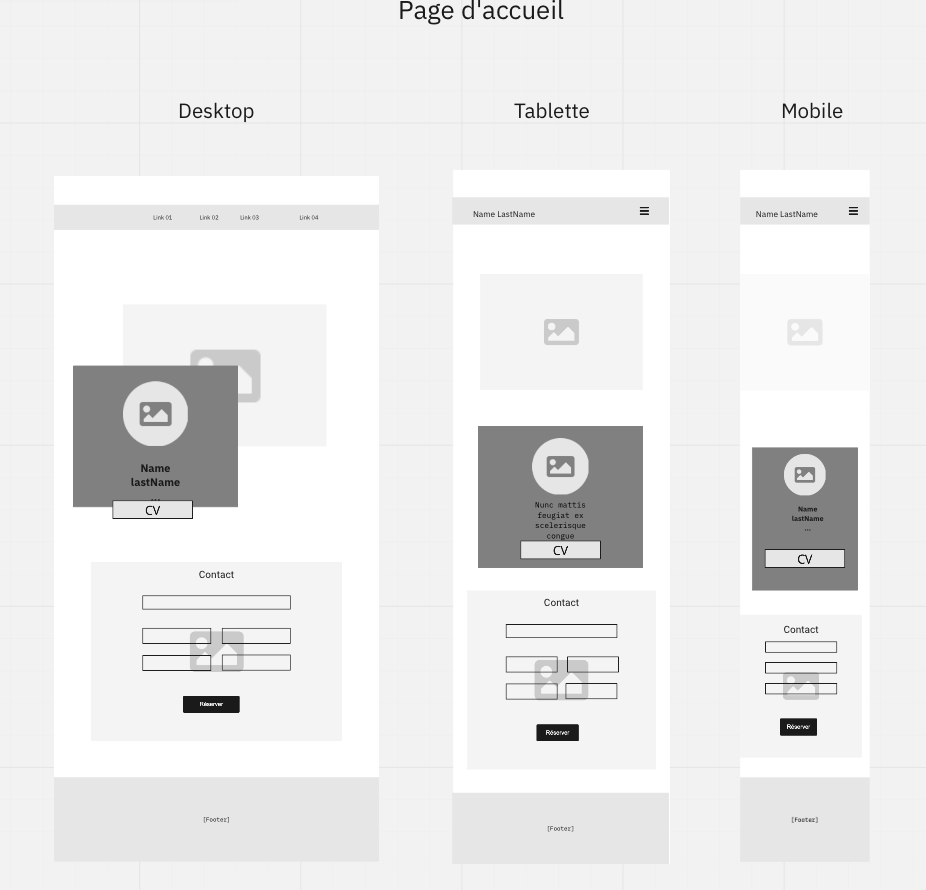 Page d'accueil
Desktop
Tablette
Mobile
Link 01
Link 02
Link 03
Link 04
Name
lastName
...
CV
Contact
Réserver
[Footer]
Name LastName
Nunc mattis
feugiat ex
scelerisque
congue
CV
Contact
Réserver
[Footer]
Name LastName
Name
lastName
...
CV
Contact
Réserver
[Footer]